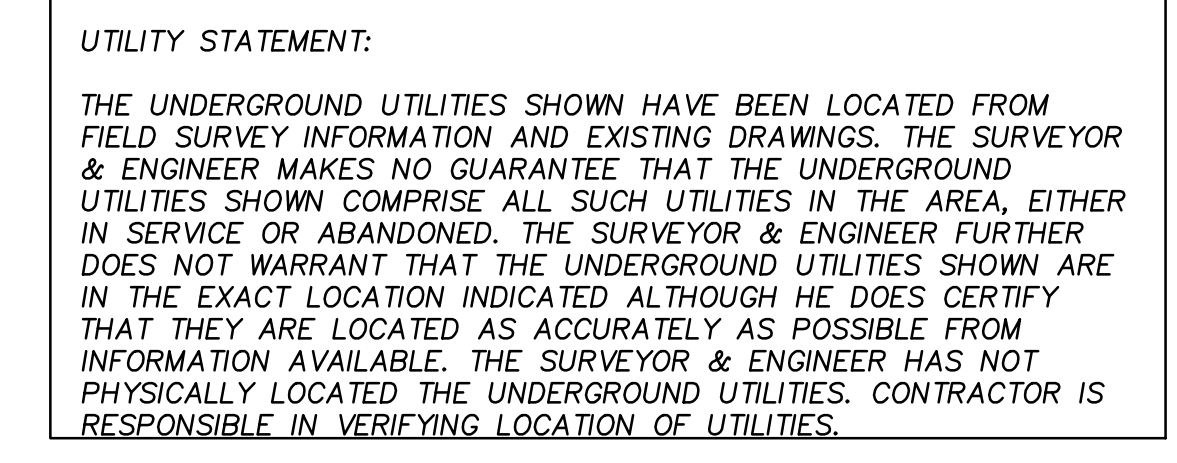 UTILITY STATEMENT:
THE UNDERGROUND UTILITIES SHOWN HAVE BEEN LOCATED FROM
FIELD SURVEY INFORMATION AND EXISTING DRAWINGS. THE SURVEYOR
& ENGINEER MAKES NO GUARANTEE THAT THE UNDERGROUND
UTILITIES SHOWN COMPRISE ALL SUCH UTILITIES IN THE AREA, EITHER
IN SERVICE OR ABANDONED. THE SURVEYOR & ENGINEER FURTHER
DOES NOT WARRANT THAT THE UNDERGROUND UTILITIES SHOWN ARE
IN THE EXACT LOCATION INDICATED ALTHOUGH HE DOES CERTIFY
THAT THEY ARE LOCATED AS ACCURATELY AS POSSIBLE FROM
INFORMATION AVAILABLE. THE SURVEYOR & ENGINEER HAS NOT
PHYSICALLY LOCATED THE UNDERGROUND UTILITIES. CONTRACTOR IS
RESPONSIBLE IN VERIFYING LOCATION OF UTILITIES.